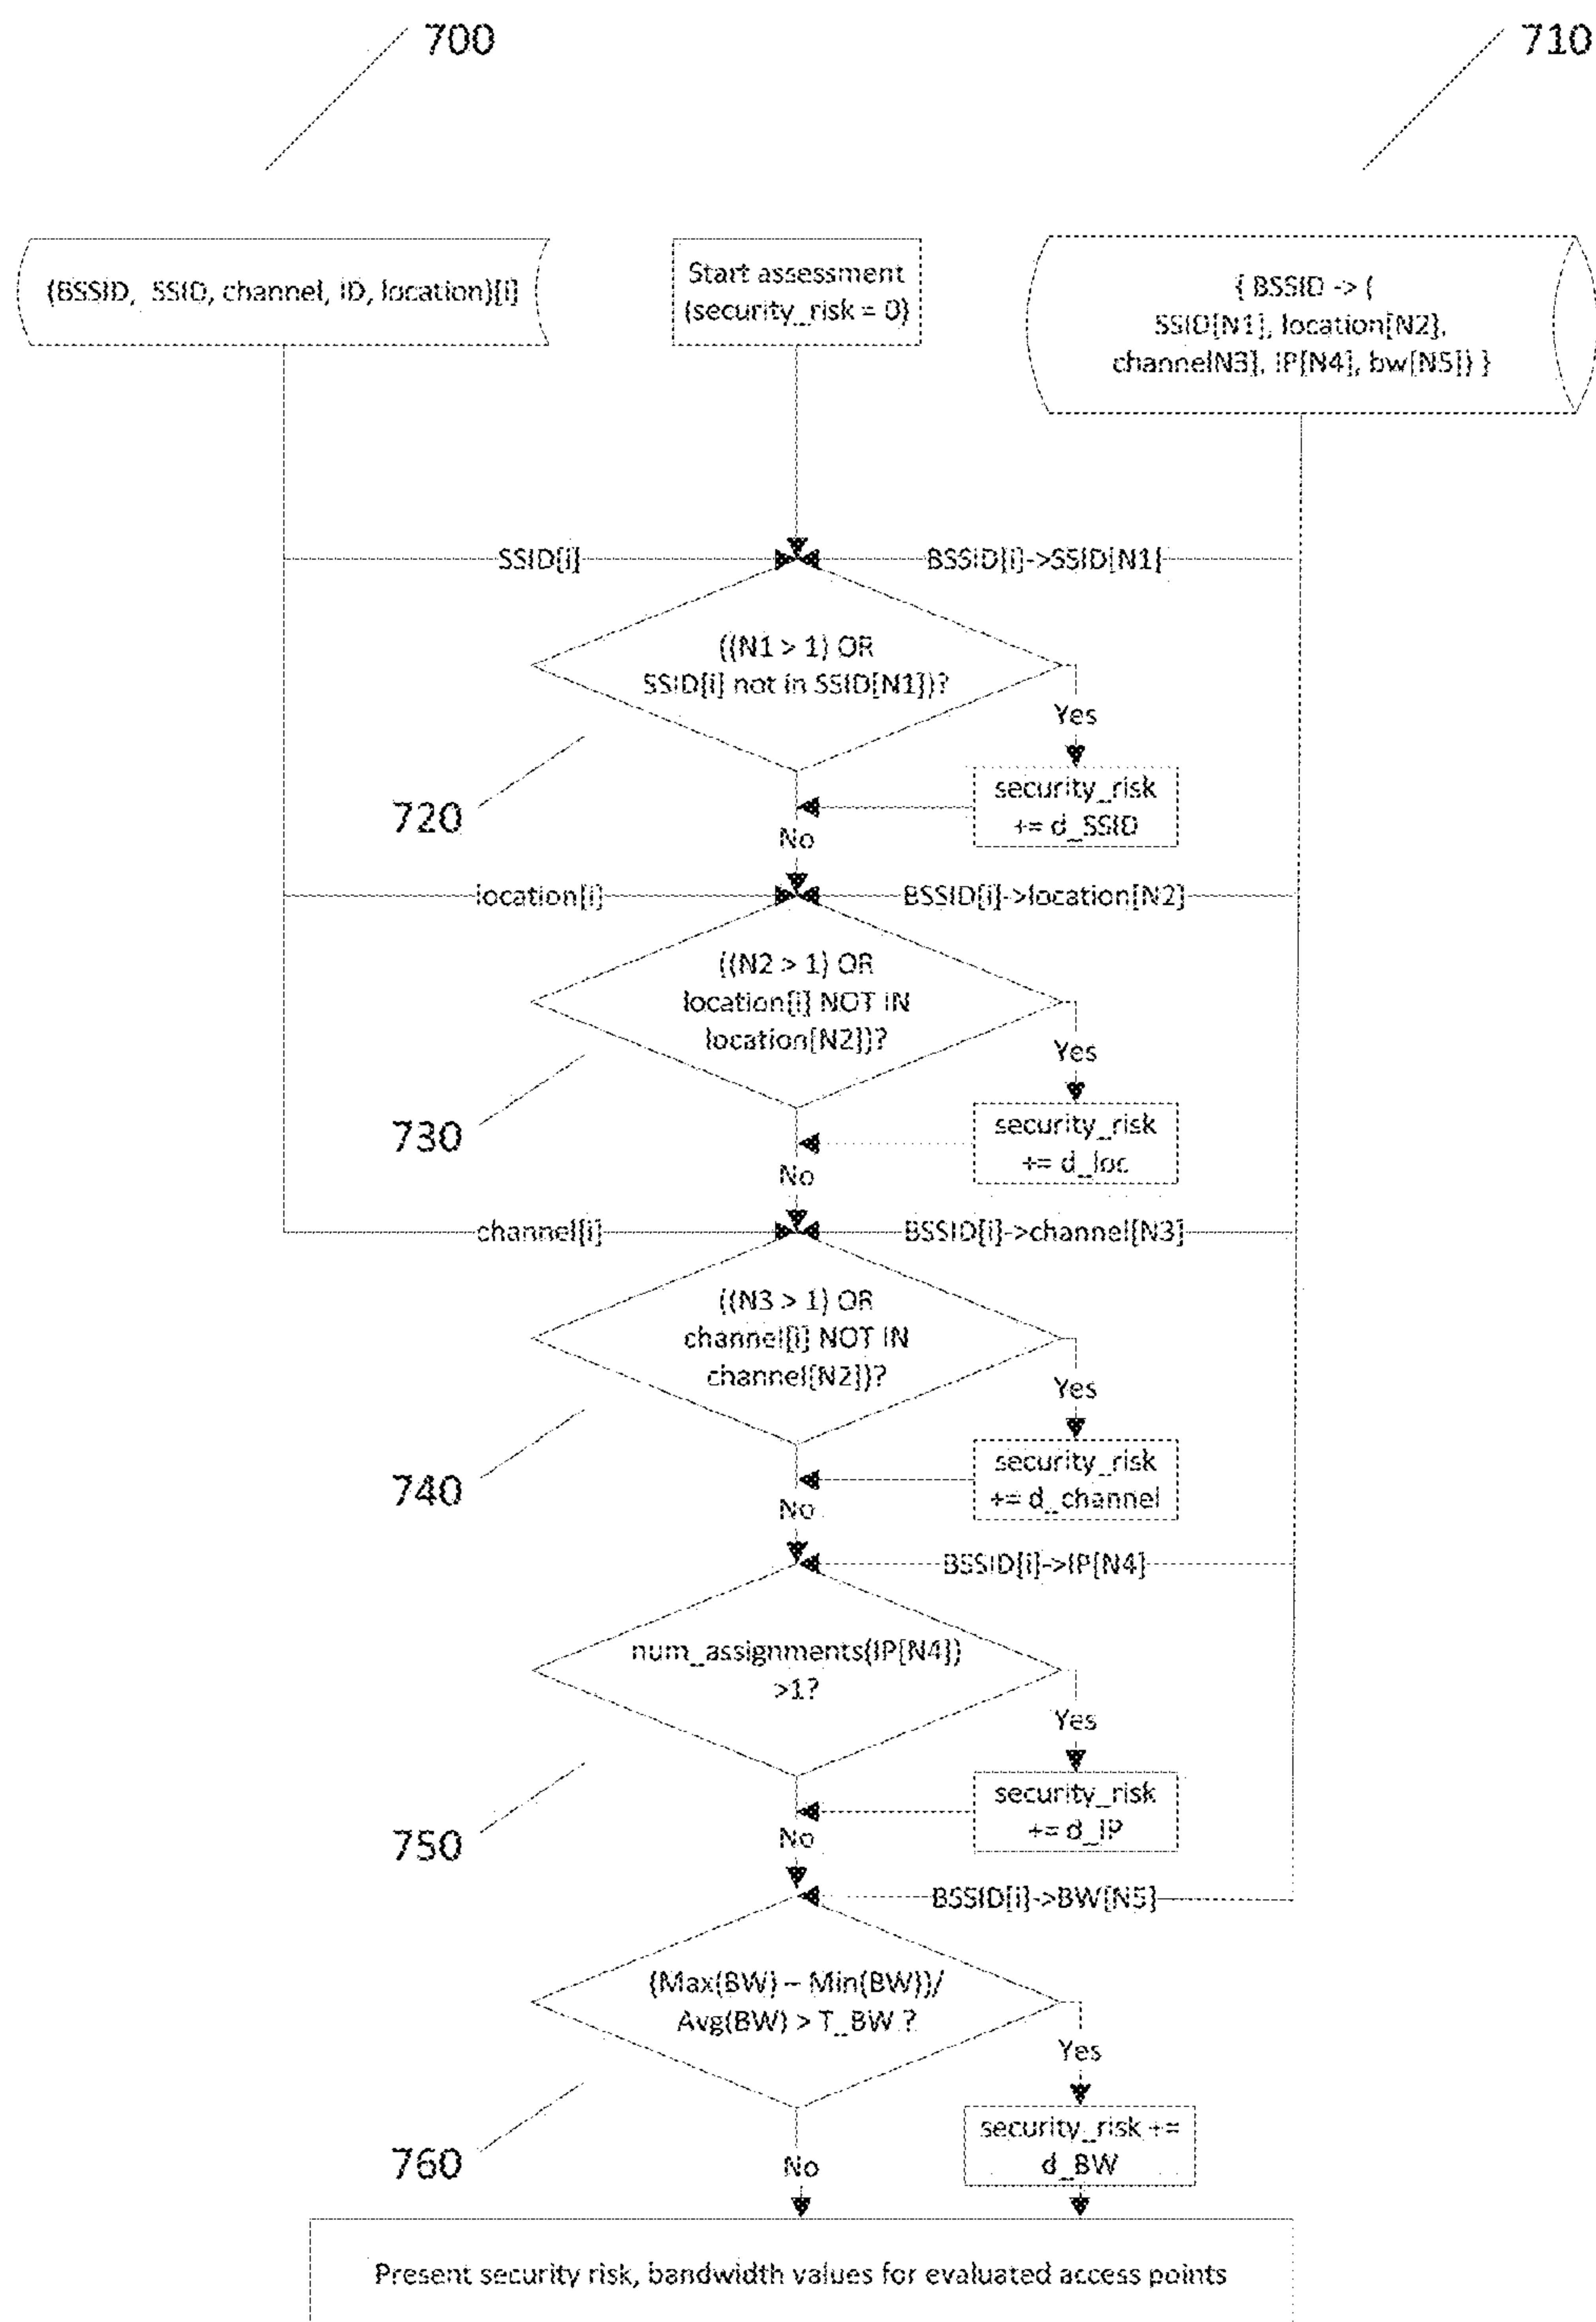 700
710
(BSSID, SSID, channel, ID, location)[i]
Start assessment
(security_risk = 0)
{ BSSID -> (
SSID[N1], location[N2],
channelN3], IP[N4], bw[N5]) }
SSID[i]
BSSID[i]->SSID[N1]
((N1 > 1) OR
SSID[i] not in SSID[N1])?
Yes
720
security_risk
+= d_SSID
No
location[i]
BSSID[i]->location[N2]
((N2 > 1) OR
location[i] NOT IN
location[N2])?
Yes
730
security_risk
+= d_loc
No
channel[i]
BSSID[i]->channel[N3]
((N3 > 1) OR
channel[i] NOT IN
channel[N2])?
Yes
740
security_risk
+= d_channel
No
BSSID[i]->IP[N4]
num_assignments(IP[N4])
>1?
Yes
750
security_risk
+= d_IP
No
BSSID[i]->BW[N5]
(Max(BW) – Min(BW))/
Avg(BW) > T_BW ?
Yes
760
security_risk +=
d_BW
No
Present security risk, bandwidth values for evaluated access points